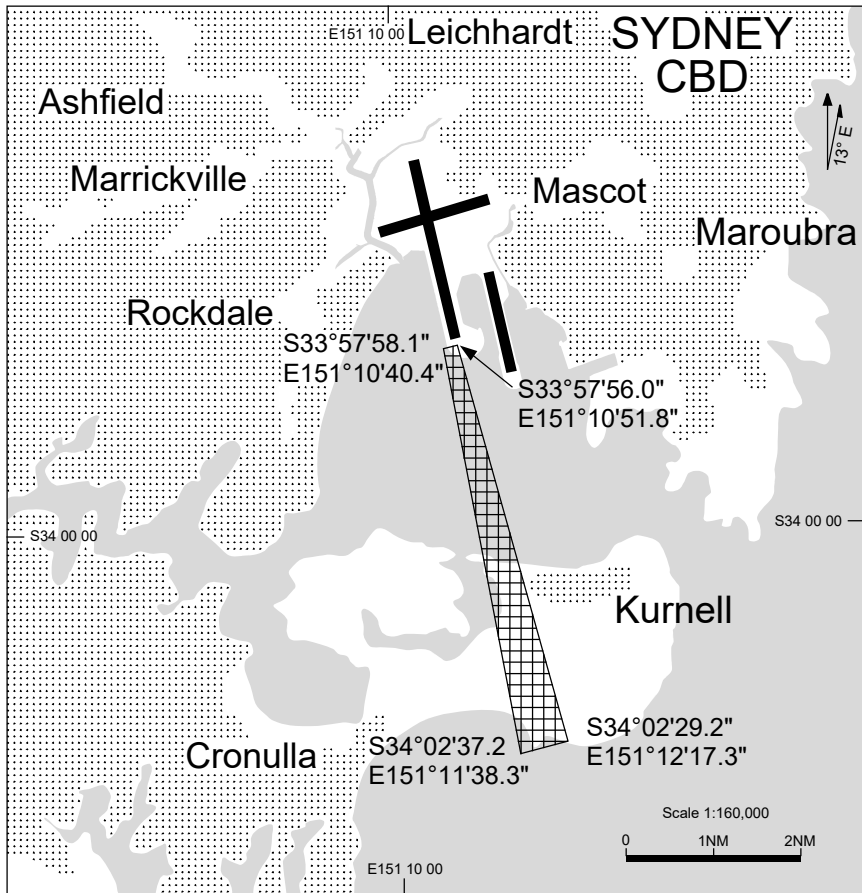 E151 10 00
Leichhardt
SYDNEY
CBD
Ashfield
13° E
Marrickville
Mascot
Maroubra
Rockdale
S33°57'58.1"
E151°10'40.4"
S33°57'56.0"
E151°10'51.8"
S34 00 00
S34 00 00
Kurnell
S34°02'29.2"
E151°12'17.3"
S34°02'37.2
E151°11'38.3"
Cronulla
Scale 1:160,000
0 1NM 2NM
E151 10 00